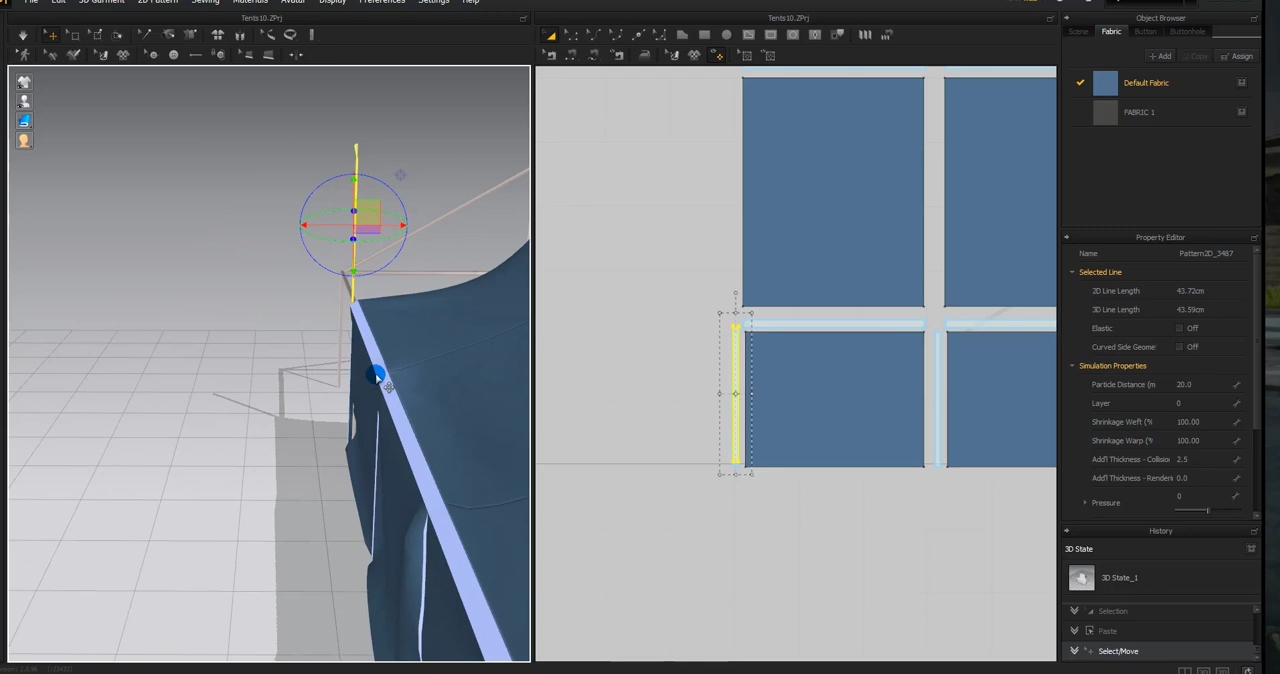 File Edit 3D Garment 2D Pattern Sewing Materials Avatar Display Preferences Settings Help
Tents10.ZPrj
Tents10.ZPrj
Object Browser
Scene Fabric Button Buttonhole
+ Add Copy Assign
Default Fabric
FABRIC 1
Property Editor
Name Pattern2D_3487
Selected Line
2D Line Length 43.72cm
3D Line Length 43.59cm
Elastic Off
Curved Side Geome Off
Simulation Properties
Particle Distance (m 20.0
Layer 0
Shrinkage Weft (% 100.00
Shrinkage Warp (% 100.00
Add'l Thickness - Collisio 2.5
Add'l Thickness - Renderi 0.0
Pressure 0
History
3D State
3D State_1
Selection
Paste
Select/Move